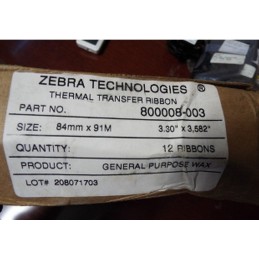 ZEBRA TECHNOLOGIES ®
THERMAL TRANSFER RIBBON
PART NO. 800008-003
SIZE: 84mm x 91M 3.30" x 3,582"
QUANTITY: 12 RIBBONS
PRODUCT: GENERAL PURPOSE WAX
LOT# 208071703